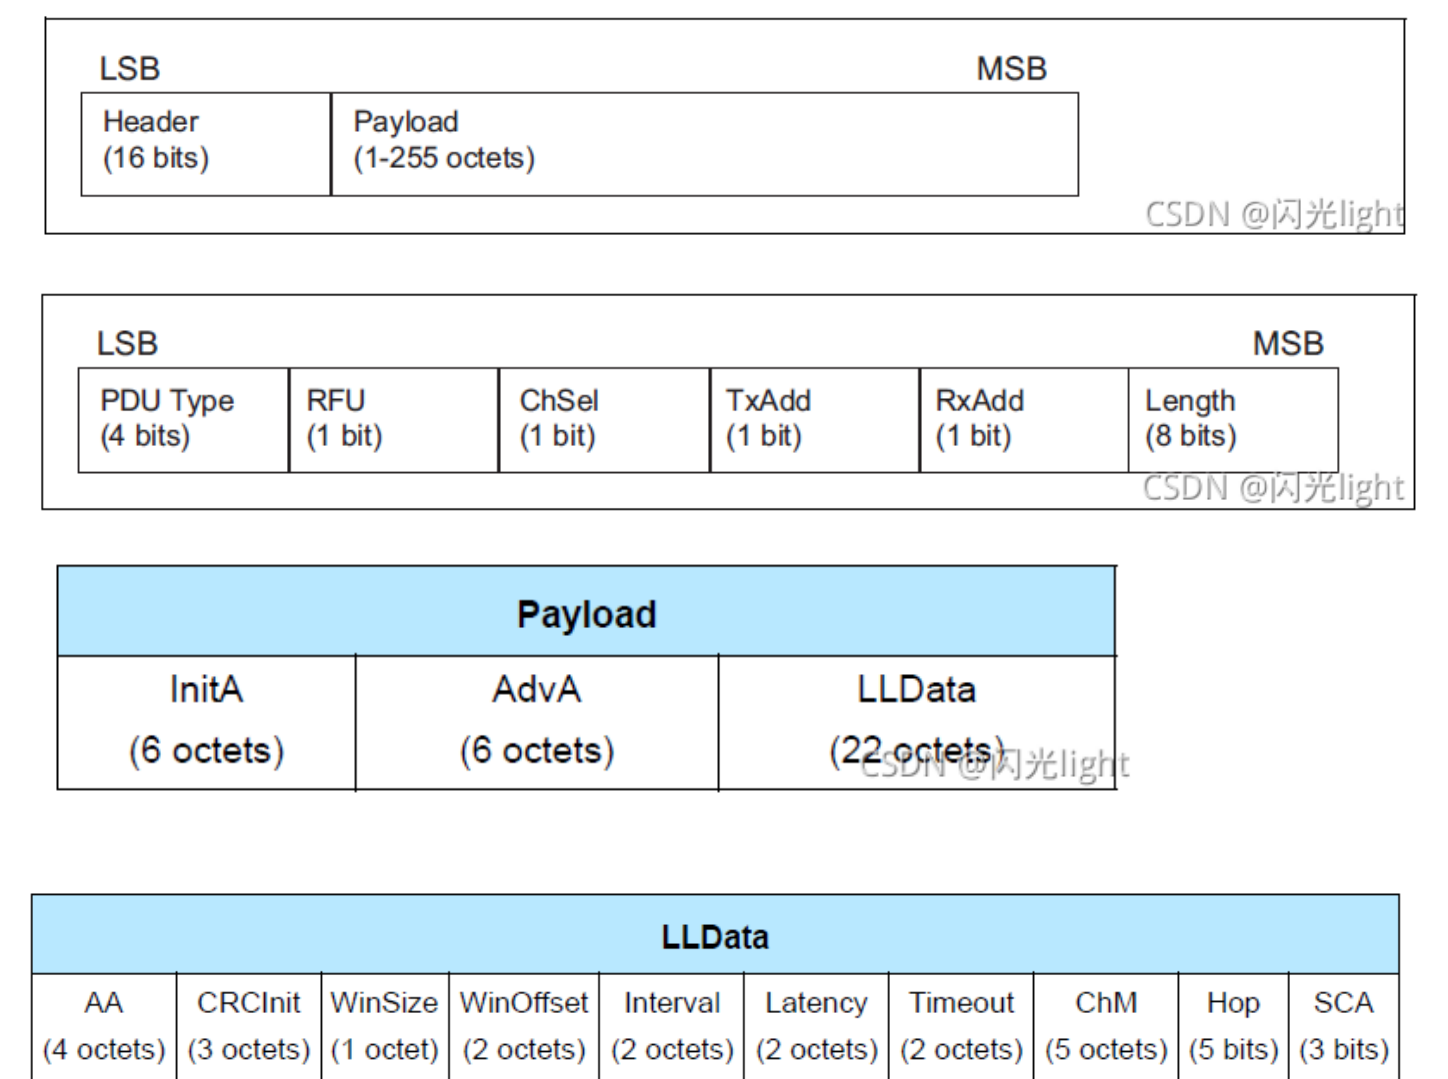 LSB MSB
Header Payload
(16 bits) (1-255 octets)
CSDN @闪光light
LSB MSB
PDU Type RFU ChSel TxAdd RxAdd Length
(4 bits) (1 bit) (1 bit) (1 bit) (1 bit) (8 bits)
CSDN @闪光light
Payload
InitA AdvA LLData
(6 octets) (6 octets) (22 octets)
CSDN @闪光light
LLData
AA CRCInit WinSize WinOffset Interval Latency Timeout ChM Hop SCA
(4 octets) (3 octets) (1 octet) (2 octets) (2 octets) (2 octets) (2 octets) (5 octets) (5 bits) (3 bits)